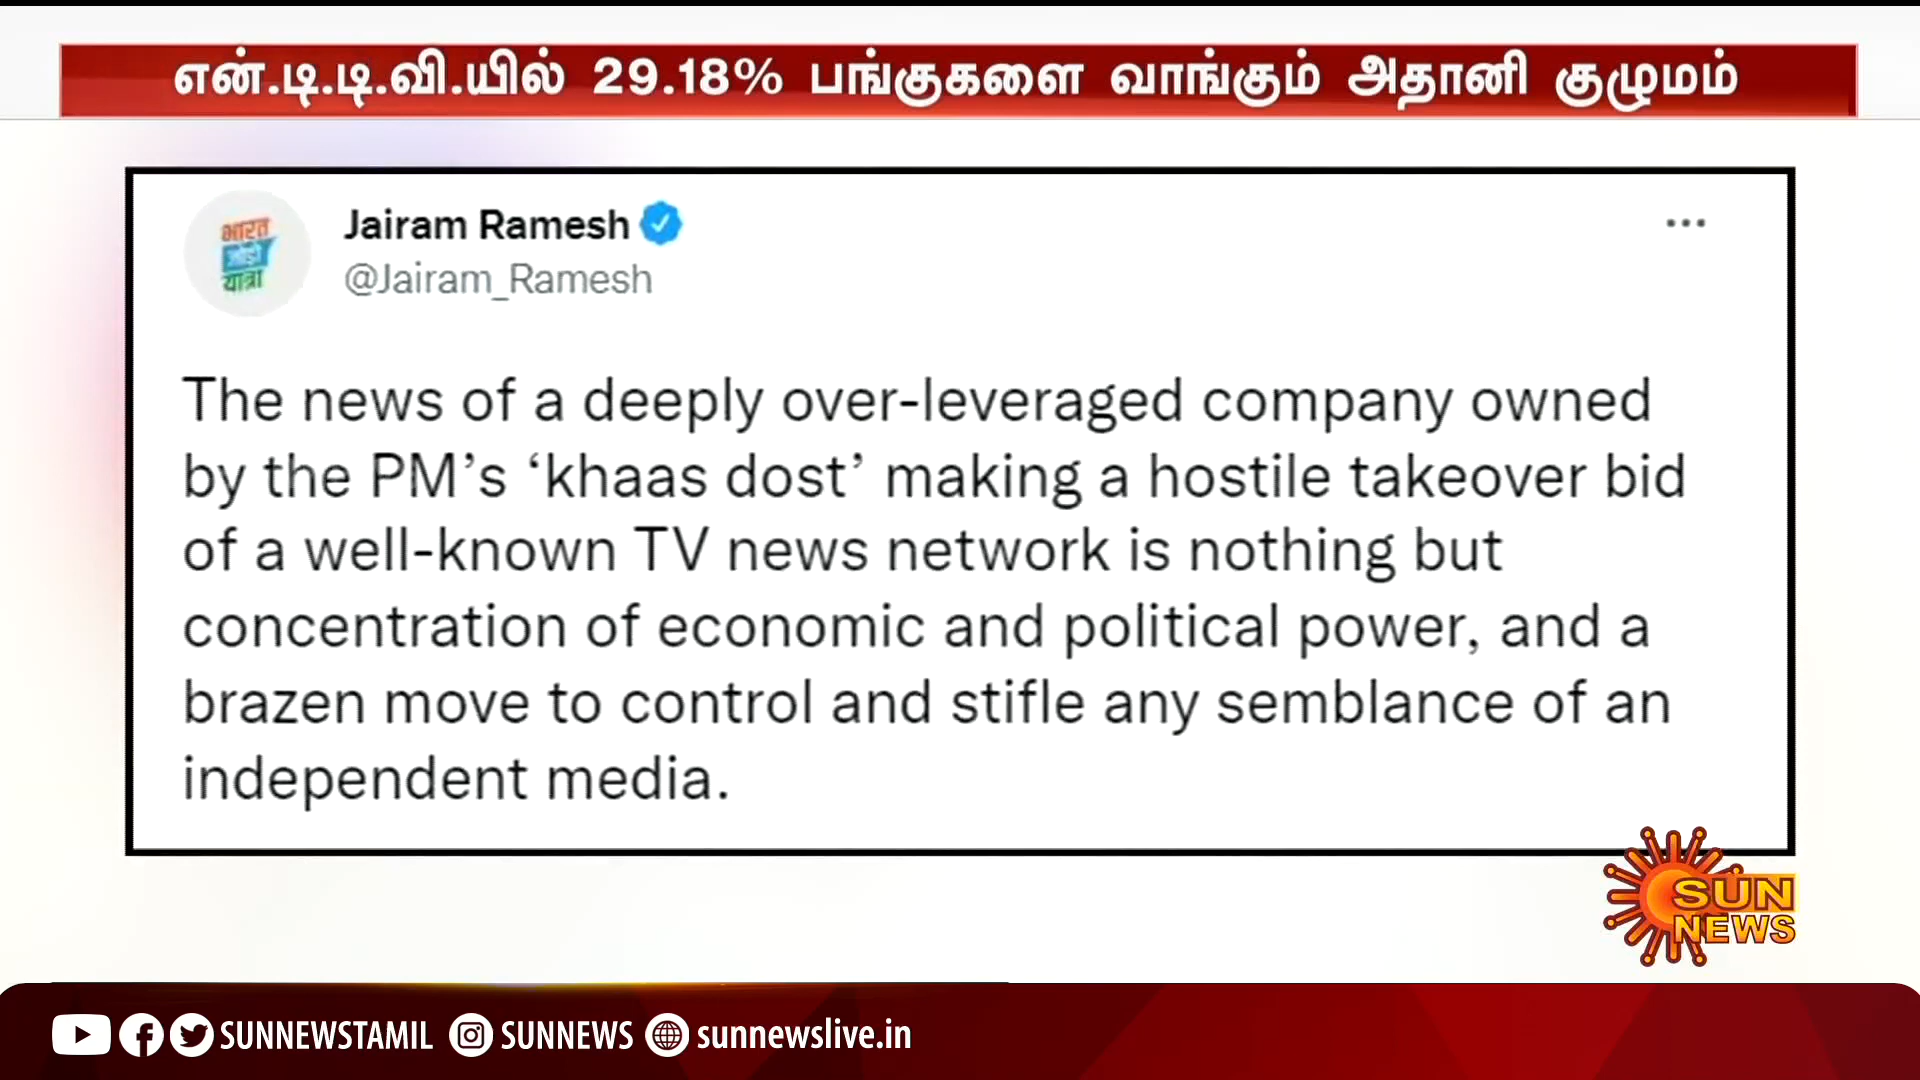 என்.டி.டி.வி.யில் 29.18% பங்குகளை வாங்கும் அதானி குழுமம்
भारत
जोड़ो
यात्रा
Jairam Ramesh
@Jairam_Ramesh
The news of a deeply over-leveraged company owned
by the PM’s ‘khaas dost’ making a hostile takeover bid
of a well-known TV news network is nothing but
concentration of economic and political power, and a
brazen move to control and stifle any semblance of an
independent media.
SUN
NEWS
SUNNEWSTAMIL SUNNEWS sunnewslive.in